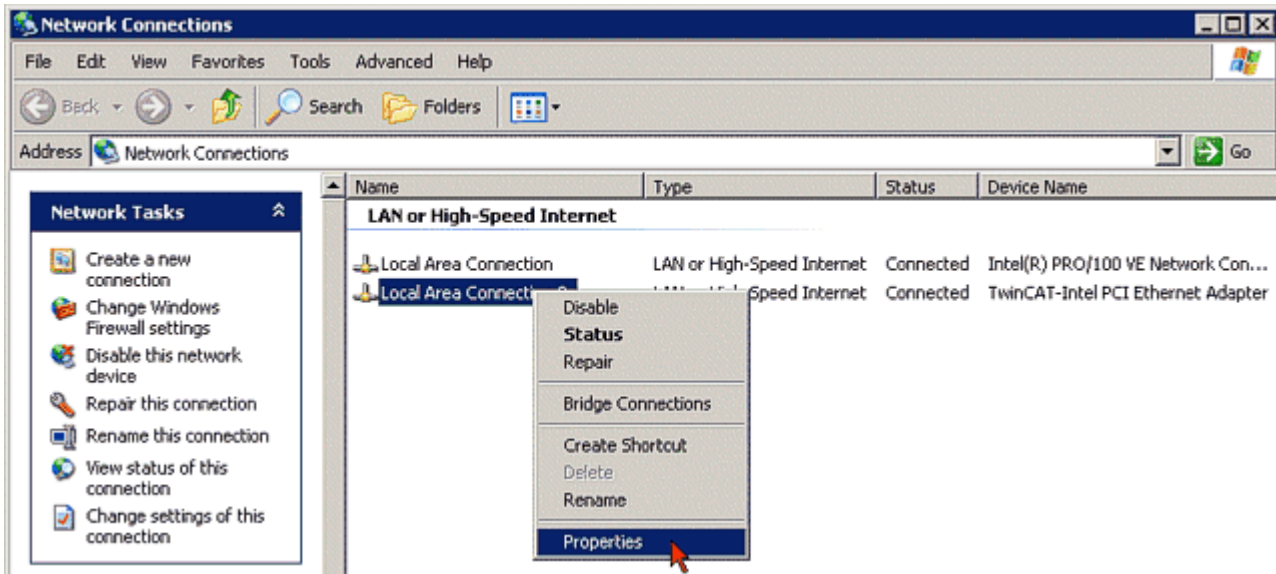 Network Connections
File Edit View Favorites Tools Advanced Help
Back Search Folders
Address Network Connections Go
Network Tasks
Create a new
connection
Change Windows
Firewall settings
Disable this network
device
Repair this connection
Rename this connection
View status of this
connection
Change settings of this
connection
Name Type Status Device Name
LAN or High-Speed Internet
Local Area Connection LAN or High-Speed Internet Connected Intel(R) PRO/100 VE Network Con...
Local Area Speed Internet Connected TwinCAT-Intel PCI Ethernet Adapter
Disable
Status
Repair
Bridge Connections
Create Shortcut
Delete
Rename
Properties